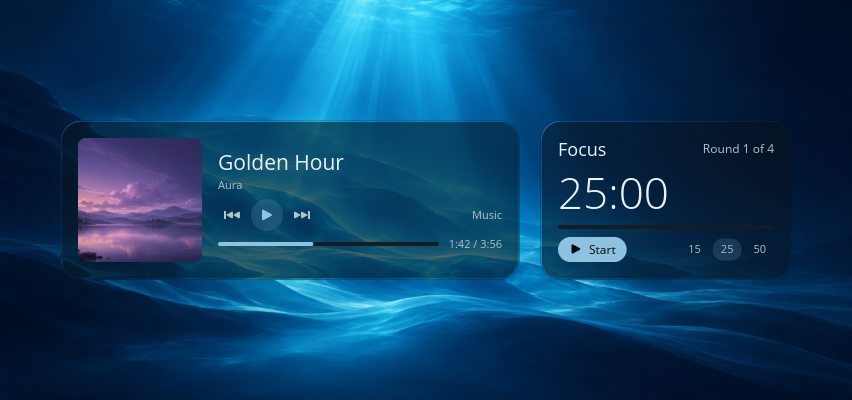 Golden Hour
Aura
Music
1:42 / 3:56
Focus
Round 1 of 4
25:00
Start
15 25 50